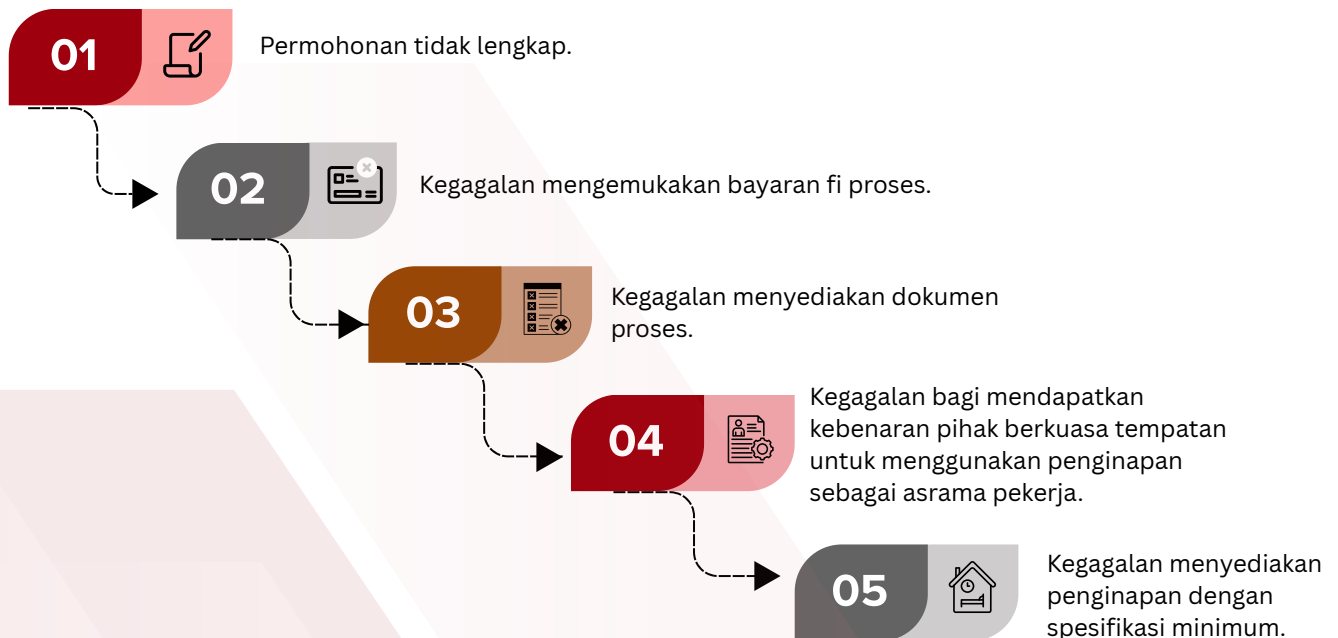 01
Permohonan tidak lengkap.
02
Kegagalan mengemukakan bayaran fi proses.
03
Kegagalan menyediakan dokumen
proses.
04
Kegagalan bagi mendapatkan
kebenaran pihak berkuasa tempatan
untuk menggunakan penginapan
sebagai asrama pekerja.
05
Kegagalan menyediakan
penginapan dengan
spesifikasi minimum.